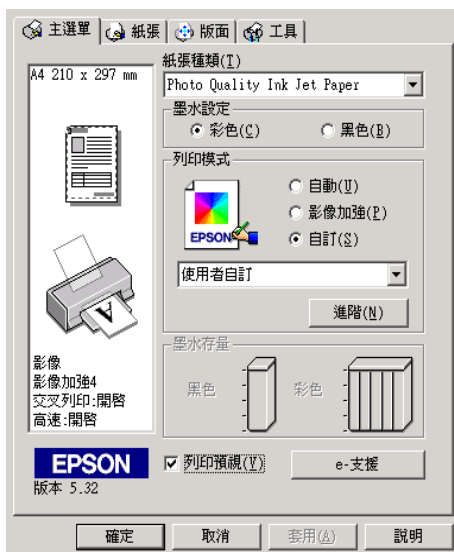 主選單 紙張 版面 工具
A4 210 x 297 mm
紙張種類(T)
Photo Quality Ink Jet Paper
墨水設定
彩色(C) 黑色(B)
列印模式
EPSON
自動(U)
影像加強(P)
自訂(S)
使用者自訂
進階(N)
影像
影像加強4
交叉列印:開啓
高速:開啓
墨水存量
黑色 彩色
EPSON
版本 5.32
列印預視(V) e-支援
確定 取消 套用(A) 說明